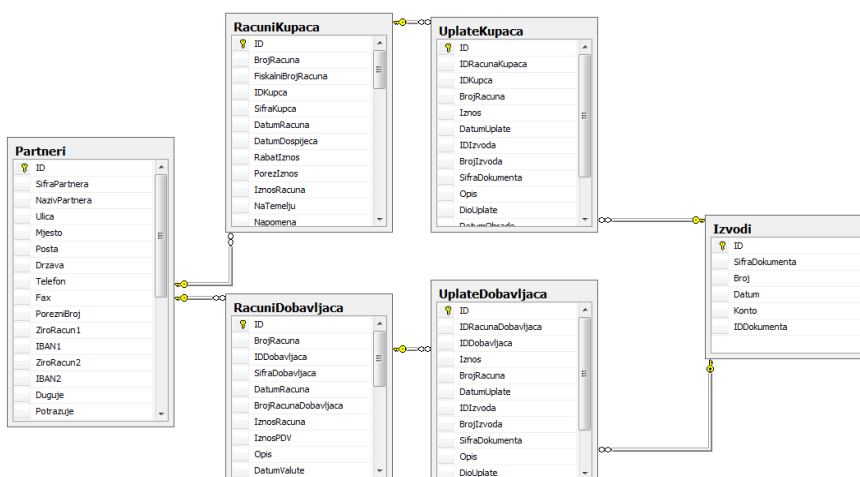 Partneri
ID
SifraPartnera
NazivPartnera
Ulica
Mjesto
Posta
Drzava
Telefon
Fax
PorezniBroj
ZiroRacun1
IBAN1
ZiroRacun2
IBAN2
Duguje
Potrazuje
RacuniKupaca
ID
BrojRacuna
FiskalniBrojRacuna
IDKupca
SifraKupca
DatumRacuna
DatumDospijeca
RabatIznos
PorezIznos
IznosRacuna
NaTemelju
Napomena
RacuniDobavljaca
ID
BrojRacuna
IDDobavljaca
SifraDobavljaca
DatumRacuna
BrojRacunaDobavljaca
IznosRacuna
IznosPDV
Opis
DatumValute
UplateKupaca
ID
IDRacunaKupaca
IDKupca
BrojRacuna
Iznos
DatumUplate
IDIzvoda
BrojIzvoda
SifraDokumenta
Opis
DioUplate
DatumObrade
UplateDobavljaca
ID
IDRacunaDobavljaca
IDDobavljaca
Iznos
BrojRacuna
DatumUplate
IDIzvoda
BrojIzvoda
SifraDokumenta
Opis
DioUplate
Izvodi
ID
SifraDokumenta
Broj
Datum
Konto
IDDokumenta